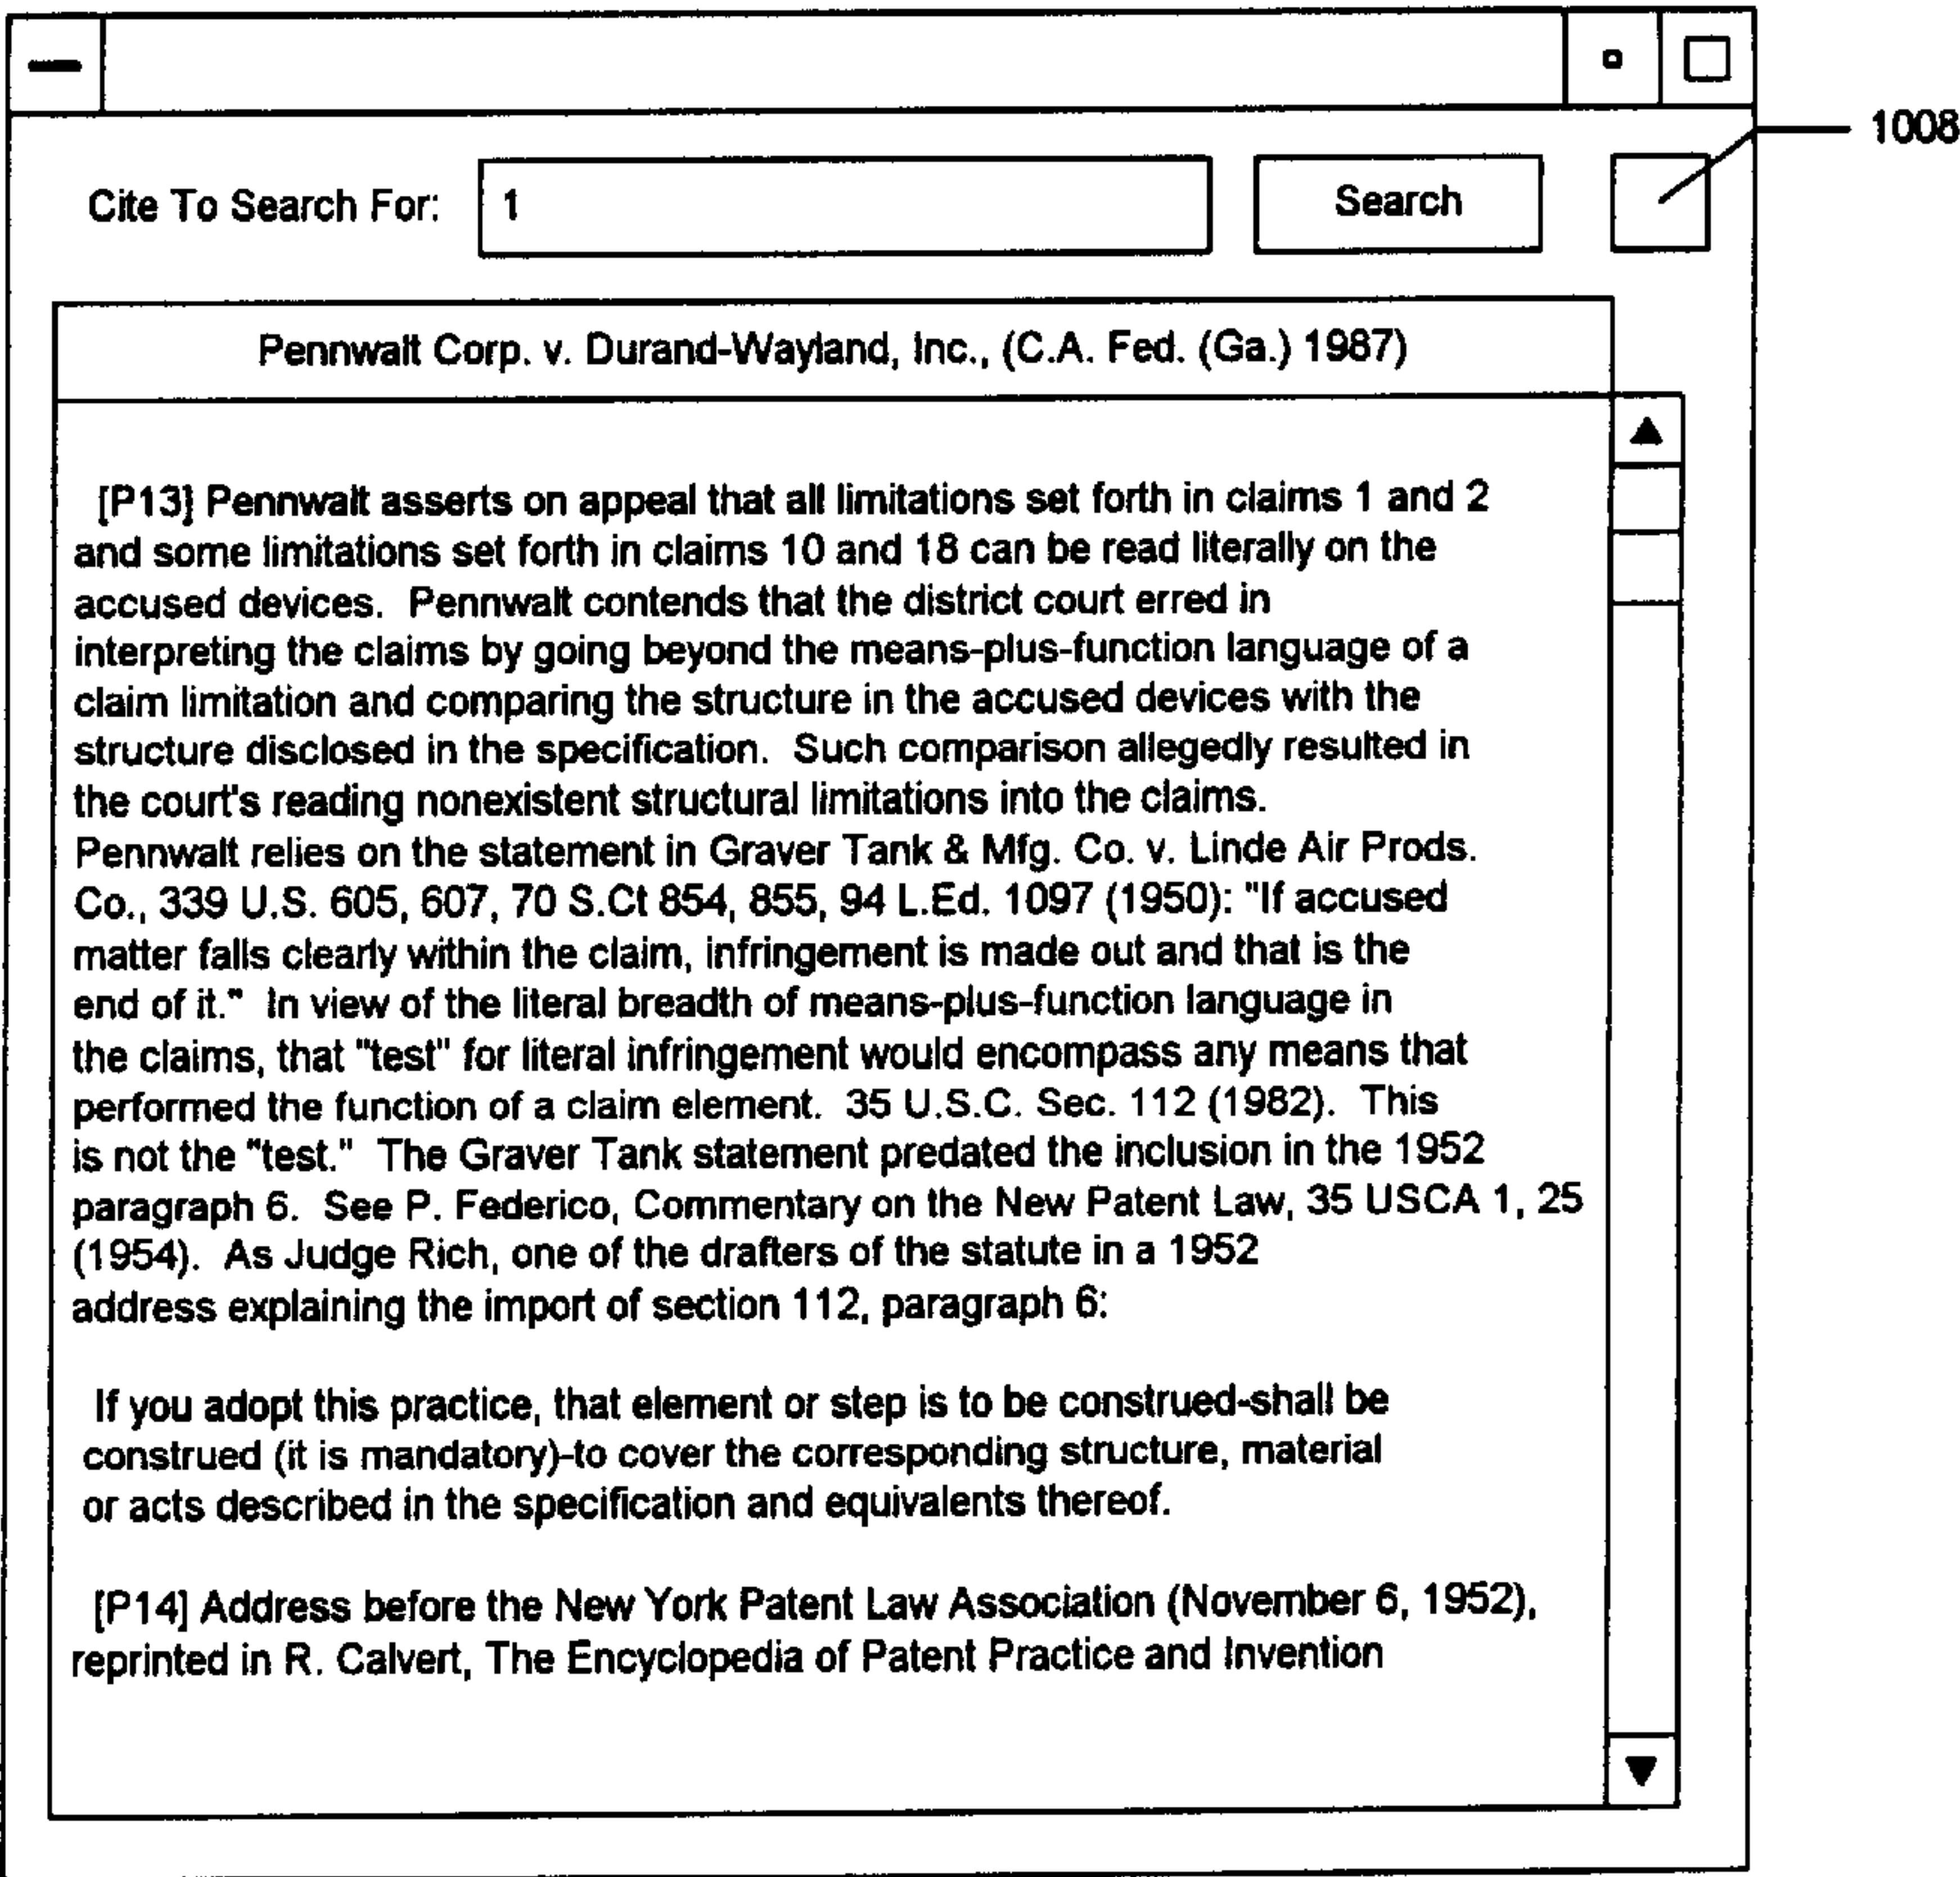 1008
Cite To Search For: 1 Search
Pennwalt Corp. v. Durand-Wayland, Inc., (C.A. Fed. (Ga.) 1987)
[P13] Pennwalt asserts on appeal that all limitations set forth in claims 1 and 2
and some limitations set forth in claims 10 and 18 can be read literally on the
accused devices. Pennwalt contends that the district court erred in
interpreting the claims by going beyond the means-plus-function language of a
claim limitation and comparing the structure in the accused devices with the
structure disclosed in the specification. Such comparison allegedly resulted in
the court's reading nonexistent structural limitations into the claims.
Pennwalt relies on the statement in Graver Tank & Mfg. Co. v. Linde Air Prods.
Co., 339 U.S. 605, 607, 70 S.Ct 854, 855, 94 L.Ed. 1097 (1950): "If accused
matter falls clearly within the claim, infringement is made out and that is the
end of it." In view of the literal breadth of means-plus-function language in
the claims, that "test" for literal infringement would encompass any means that
performed the function of a claim element. 35 U.S.C. Sec. 112 (1982). This
is not the "test." The Graver Tank statement predated the inclusion in the 1952
paragraph 6. See P. Federico, Commentary on the New Patent Law, 35 USCA 1, 25
(1954). As Judge Rich, one of the drafters of the statute in a 1952
address explaining the import of section 112, paragraph 6:
If you adopt this practice, that element or step is to be construed-shall be
construed (it is mandatory)-to cover the corresponding structure, material
or acts described in the specification and equivalents thereof.
[P14] Address before the New York Patent Law Association (November 6, 1952),
reprinted in R. Calvert, The Encyclopedia of Patent Practice and Invention